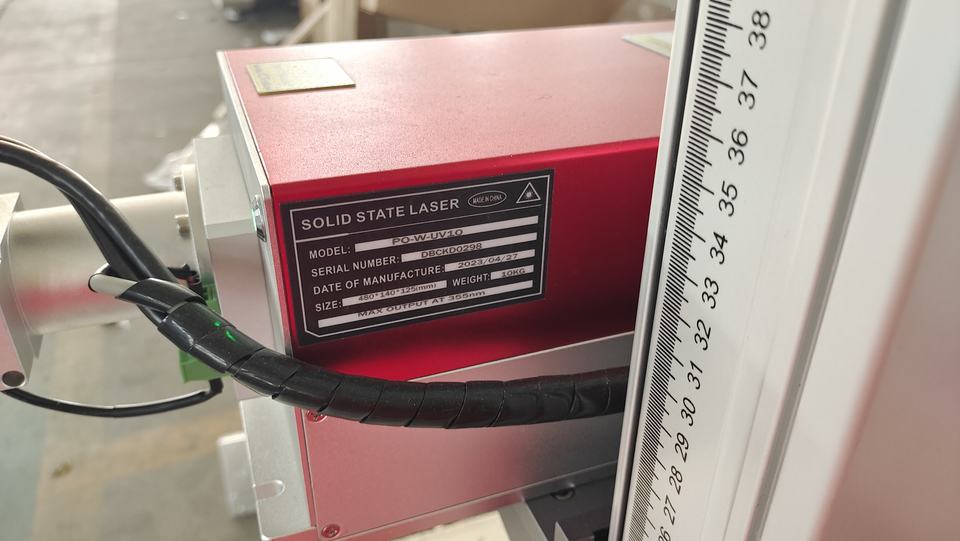 SOLID STATE LASER MADE IN CHINA
MODEL: PO-W-UV10
SERIAL NUMBER: DBCKD0298
DATE OF MANUFACTURE: 2023/04/27
SIZE: 480*140*125(mm) WEIGHT: 10KG
MAX OUTPUT AT 355nm
38
37
36
35
34
33
32
31
30
29
28
27
26